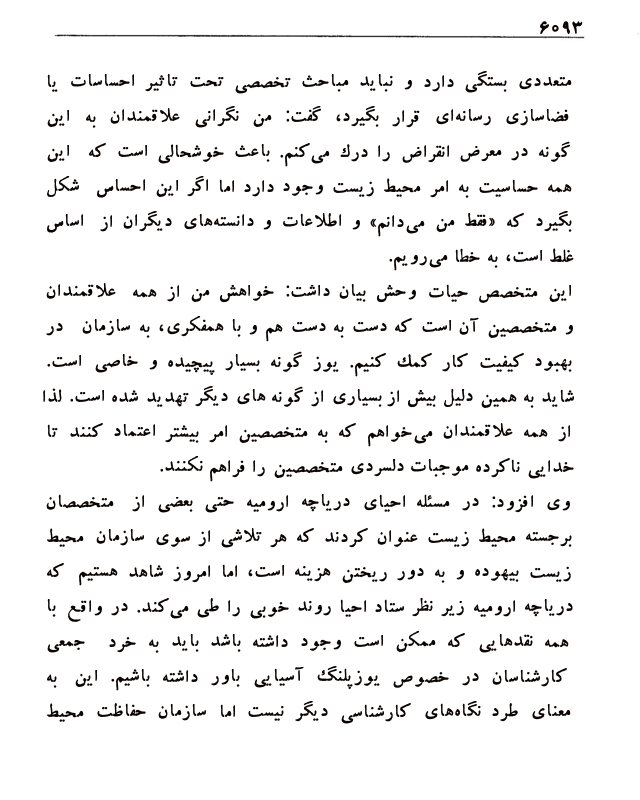 ۶۰۹۳
متعددی بستگی دارد و نباید مباحث تخصصی تحت تاثیر احساسات یا
فضاسازی رسانه‌ای قرار بگیرد، گفت: من نگرانی علاقمندان به این
گونه در معرض انقراض را درك می‌کنم. باعث خوشحالی است که این
همه حساسیت به امر محیط زیست وجود دارد اما اگر این احساس شکل
بگیرد که «فقط من می‌دانم» و اطلاعات و دانسته‌های دیگران از اساس
غلط است، به خطا می‌رویم.
این متخصص حیات وحش بیان داشت: خواهش من از همه علاقمندان
و متخصصین آن است که دست به دست هم و با همفکری، به سازمان در
بهبود کیفیت کار کمك کنیم. یوز گونه بسیار پیچیده و خاصی است.
شاید به همین دلیل بیش از بسیاری از گونه های دیگر تهدید شده است. لذا
از همه علاقمندان می‌خواهم که به متخصصین امر بیشتر اعتماد کنند تا
خدایی ناکرده موجبات دلسردی متخصصین را فراهم نکنند.
وی افزود: در مسئله احیای دریاچه ارومیه حتی بعضی از متخصصان
برجسته محیط زیست عنوان کردند که هر تلاشی از سوی سازمان محیط
زیست بیهوده و به دور ریختن هزینه است، اما امروز شاهد هستیم که
دریاچه ارومیه زیر نظر ستاد احیا روند خوبی را طی می‌کند. در واقع با
همه نقدهایی که ممکن است وجود داشته باشد باید به خرد جمعی
کارشناسان در خصوص یوزپلنگ آسیایی باور داشته باشیم. این به
معنای طرد نگاه‌های کارشناسی دیگر نیست اما سازمان حفاظت محیط